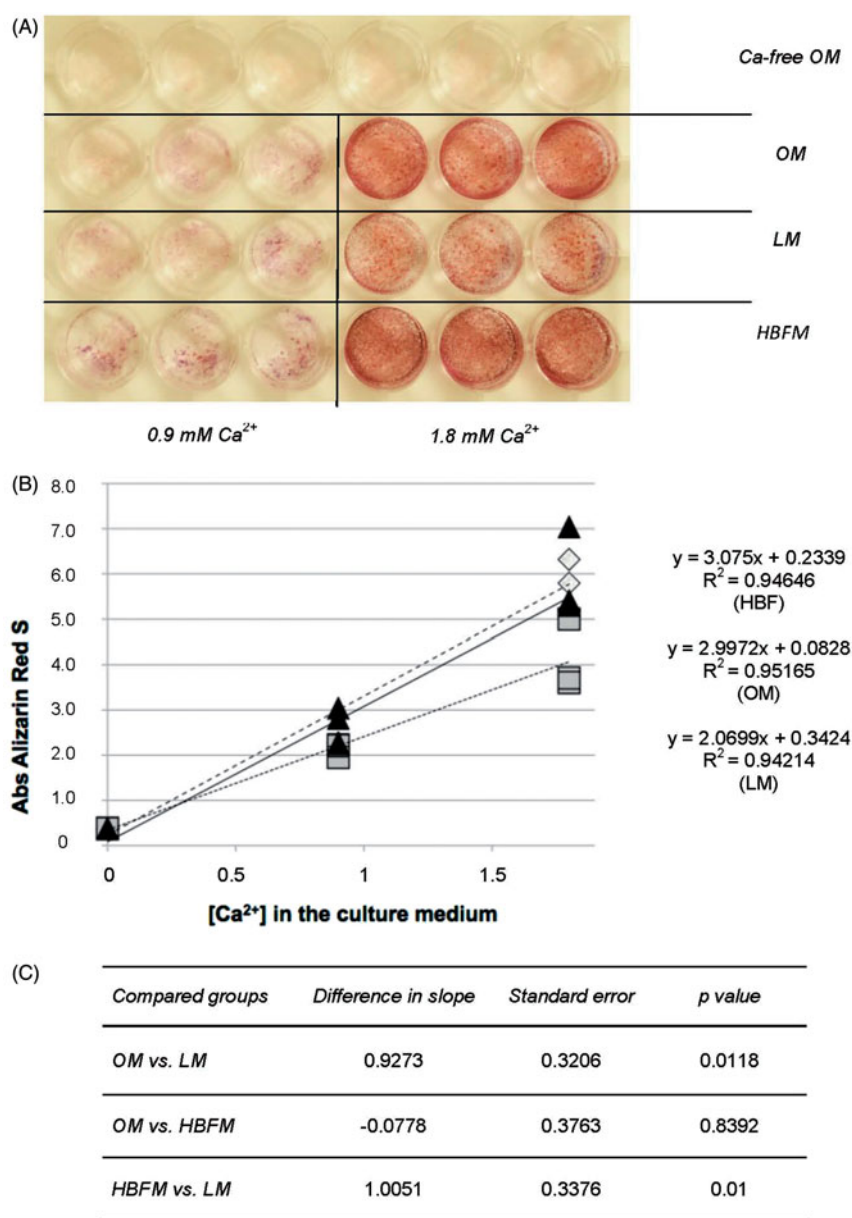 (A)
Ca-free OM
OM
LM
HBFM
0.9 mM Ca²⁺
1.8 mM Ca²⁺
(B)
8.0
7.0
6.0
5.0
4.0
3.0
2.0
1.0
0
Abs Alizarin Red S
0 0.5 1 1.5
[Ca²⁺] in the culture medium
y = 3.075x + 0.2339
R² = 0.94646
(HBF)
y = 2.9972x + 0.0828
R² = 0.95165
(OM)
y = 2.0699x + 0.3424
R² = 0.94214
(LM)
(C)
Compared groups Difference in slope Standard error p value
OM vs. LM 0.9273 0.3206 0.0118
OM vs. HBFM -0.0778 0.3763 0.8392
HBFM vs. LM 1.0051 0.3376 0.01